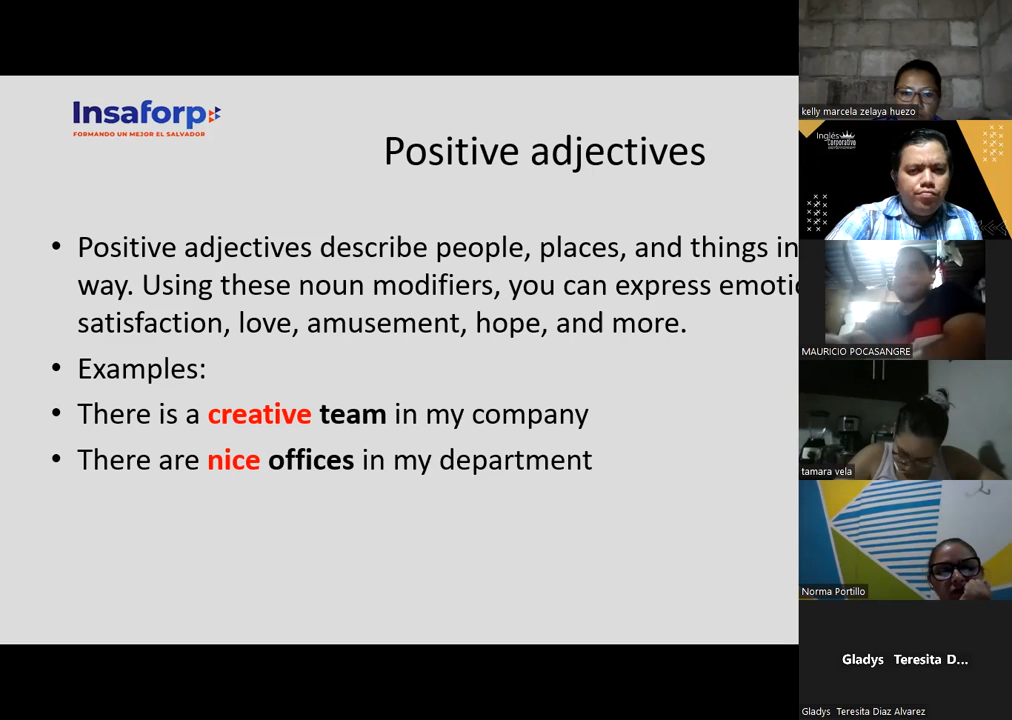 Insaforp
FORMANDO UN MEJOR EL SALVADOR
Positive adjectives
• Positive adjectives describe people, places, and things in
way. Using these noun modifiers, you can express emotio
satisfaction, love, amusement, hope, and more.
• Examples:
• There is a creative team in my company
• There are nice offices in my department
kelly marcela zelaya huezo
Inglés
Corporativo
MAURICIO POCASANGRE
tamara vela
Norma Portillo
Gladys Teresita D...
Gladys Teresita Diaz Alvarez